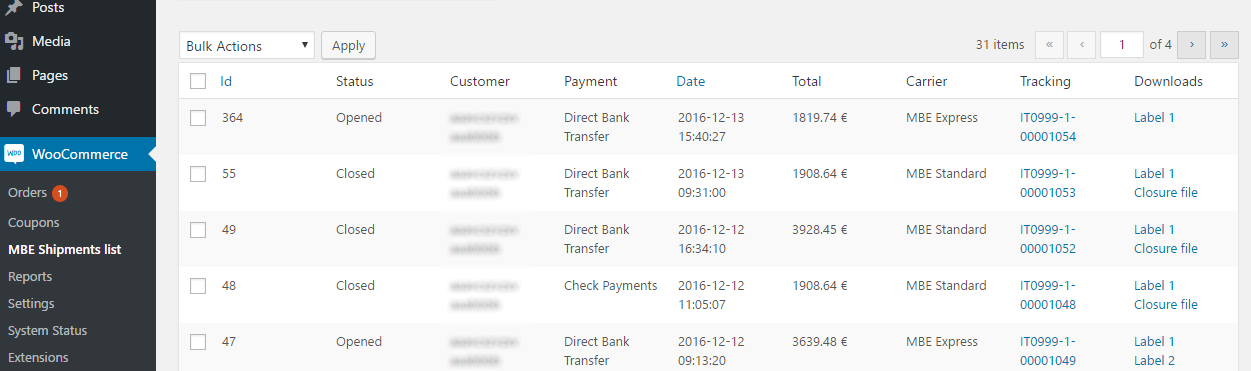 Posts
Media
Pages
Comments
WooCommerce
Orders 1
Coupons
MBE Shipments list
Reports
Settings
System Status
Extensions
Bulk Actions Apply 31 items « ‹ 1 of 4 › »
Id Status Customer Payment Date Total Carrier Tracking Downloads
364 Opened Direct Bank 2016-12-13 1819.74 € MBE Express IT0999-1- Label 1
Transfer 15:40:27 00001054
55 Closed Direct Bank 2016-12-13 1908.64 € MBE Standard IT0999-1- Label 1
Transfer 09:31:00 00001053 Closure file
49 Closed Direct Bank 2016-12-12 3928.45 € MBE Standard IT0999-1- Label 1
Transfer 16:34:10 00001052 Closure file
48 Closed Check Payments 2016-12-12 1908.64 € MBE Standard IT0999-1- Label 1
11:05:07 00001048 Closure file
47 Opened Direct Bank 2016-12-12 3639.48 € MBE Express IT0999-1- Label 1
Transfer 09:13:20 00001049 Label 2